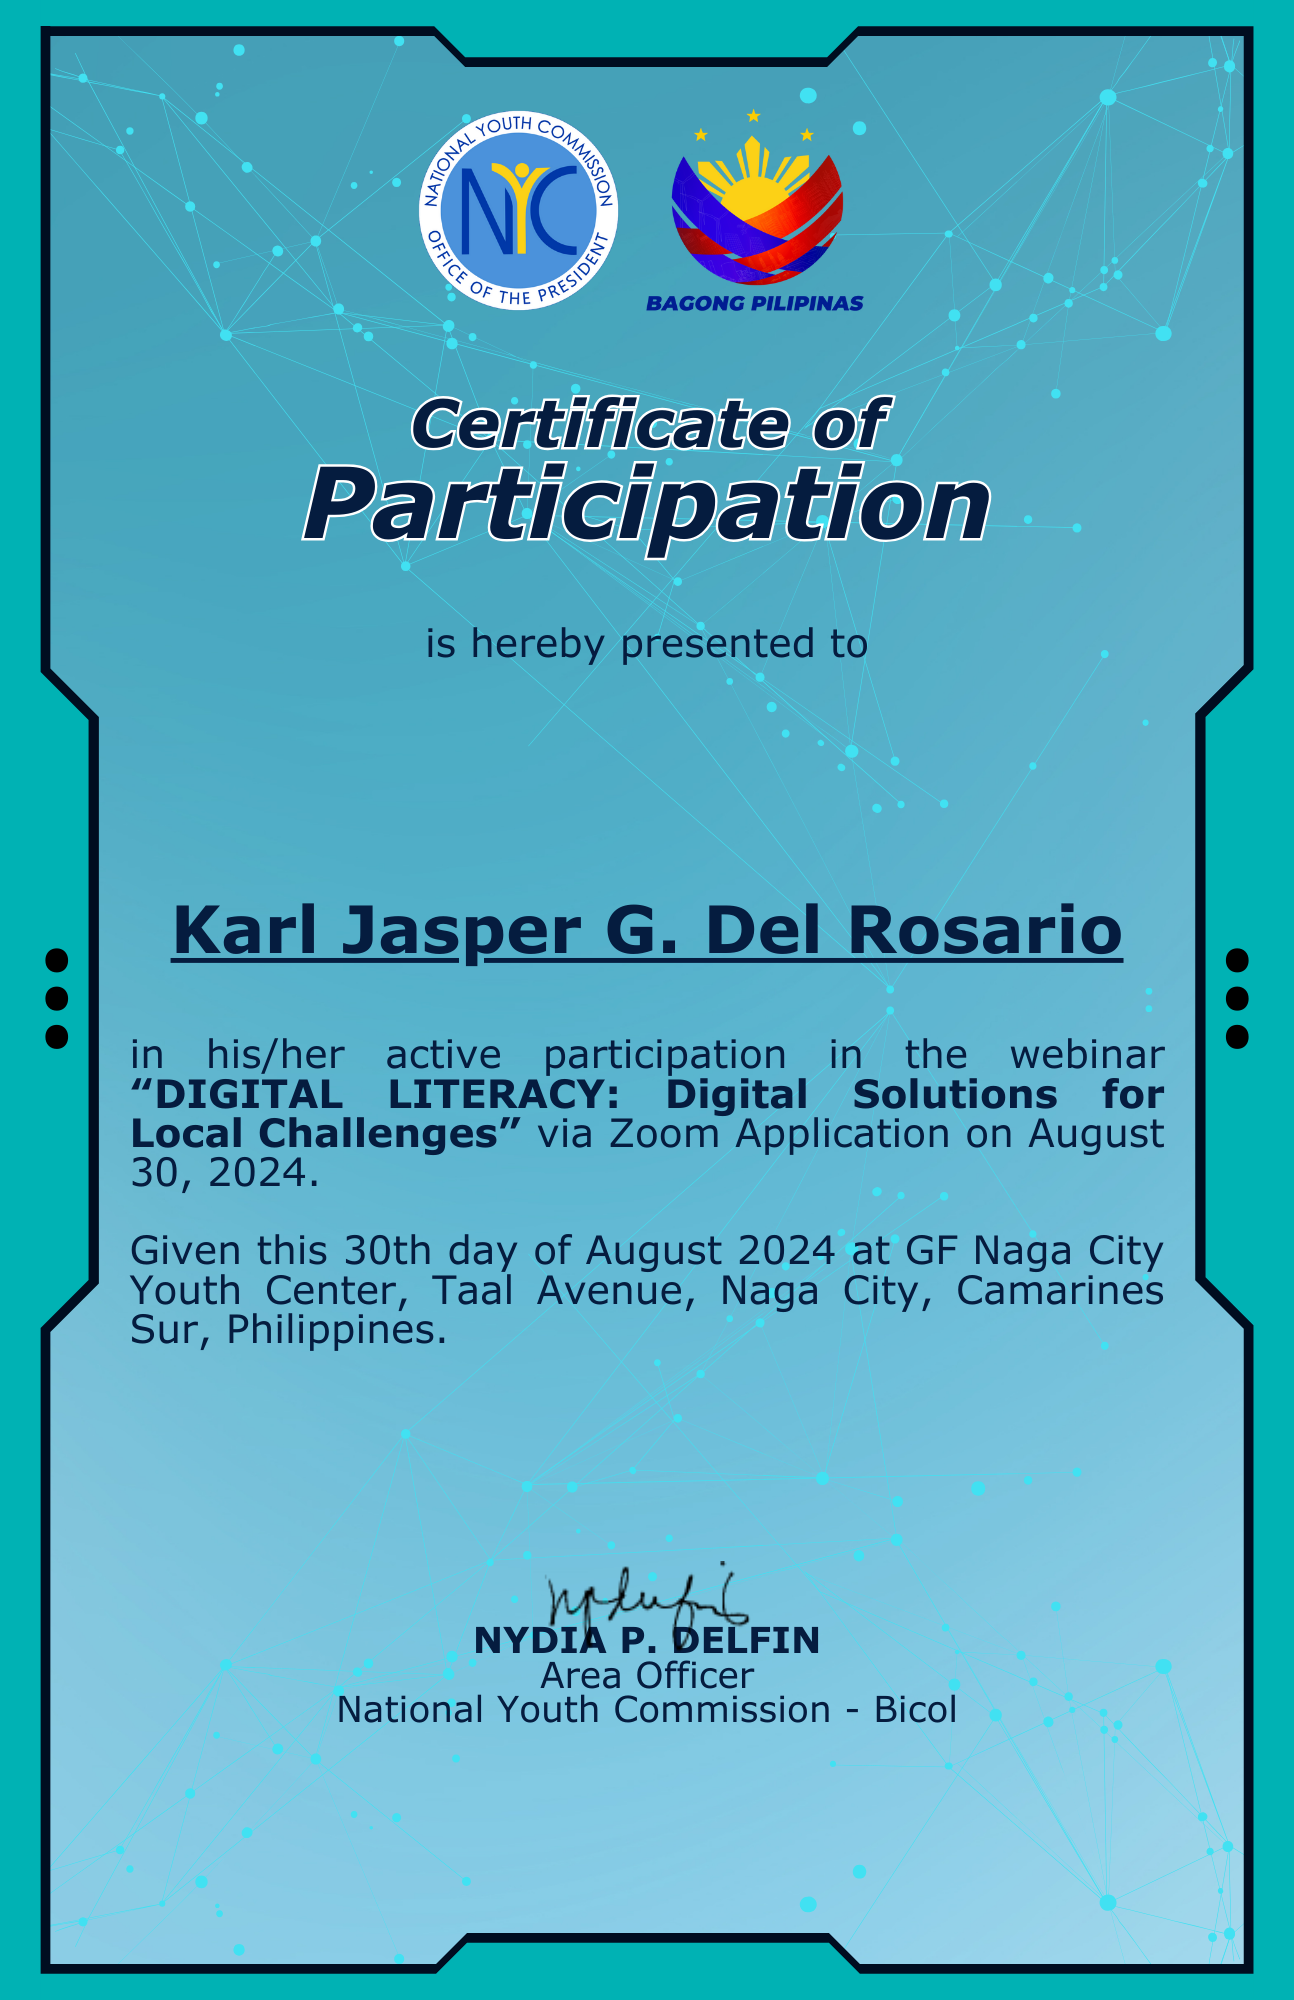 NATIONAL YOUTH COMMISSION
OFFICE OF THE PRESIDENT
NYC
BAGONG PILIPINAS
Certificate of
Participation
is hereby presented to
Karl Jasper G. Del Rosario
in his/her active participation in the webinar
“DIGITAL LITERACY: Digital Solutions for
Local Challenges” via Zoom Application on August
30, 2024.
Given this 30th day of August 2024 at GF Naga City
Youth Center, Taal Avenue, Naga City, Camarines
Sur, Philippines.
NYDIA P. DELFIN
Area Officer
National Youth Commission - Bicol